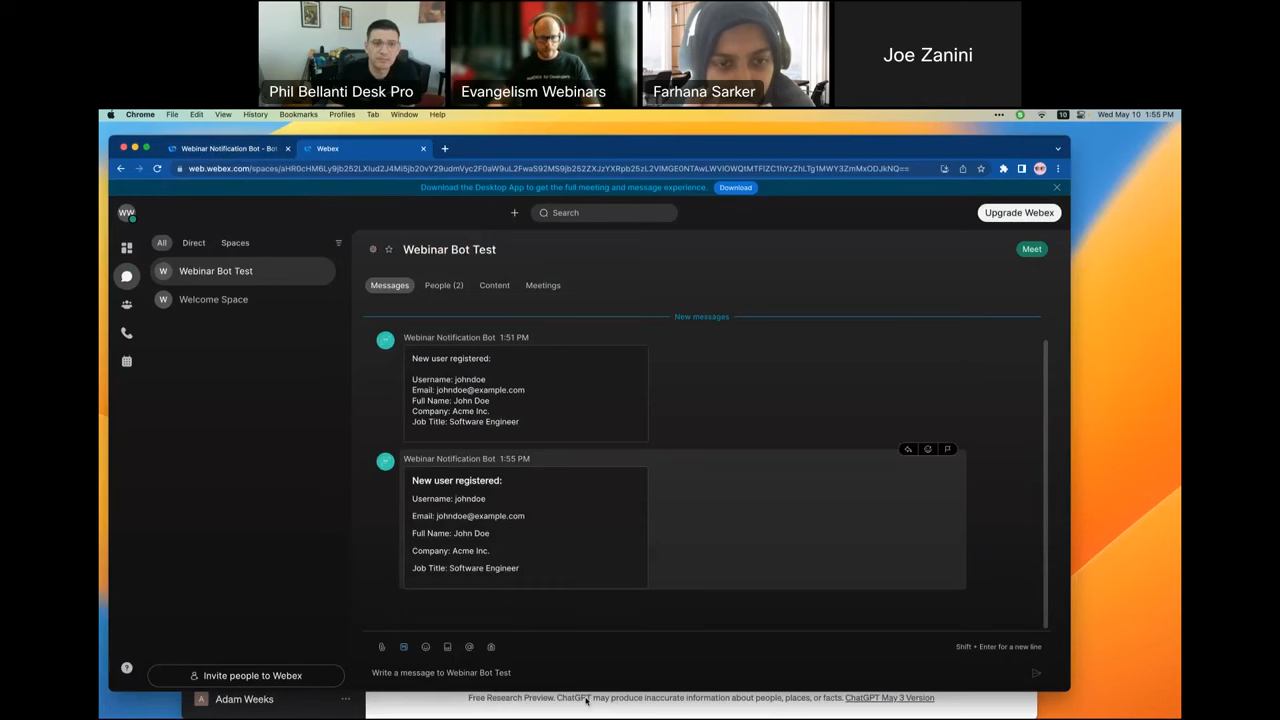 Phil Bellanti Desk Pro
Evangelism Webinars
Farhana Sarker
Joe Zanini
Chrome File Edit View History Bookmarks Profiles Tab Window Help
10
Wed May 10 1:55 PM
Webinar Notification Bot - Bot
Webex
Download the Desktop App to get the full meeting and message experience.
Download
WW
Search
Upgrade Webex
All Direct Spaces
W Webinar Bot Test
W Welcome Space
Webinar Bot Test
Meet
Messages People (2) Content Meetings
New messages
Webinar Notification Bot 1:51 PM
New user registered:
Username: johndoe
Email: johndoe@example.com
Full Name: John Doe
Company: Acme Inc.
Job Title: Software Engineer
Webinar Notification Bot 1:55 PM
New user registered:
Username: johndoe
Email: johndoe@example.com
Full Name: John Doe
Company: Acme Inc.
Job Title: Software Engineer
Shift + Enter for a new line
Write a message to Webinar Bot Test
Invite people to Webex
Adam Weeks
Free Research Preview. ChatGPT may produce inaccurate information about people, places, or facts. ChatGPT May 3 Version